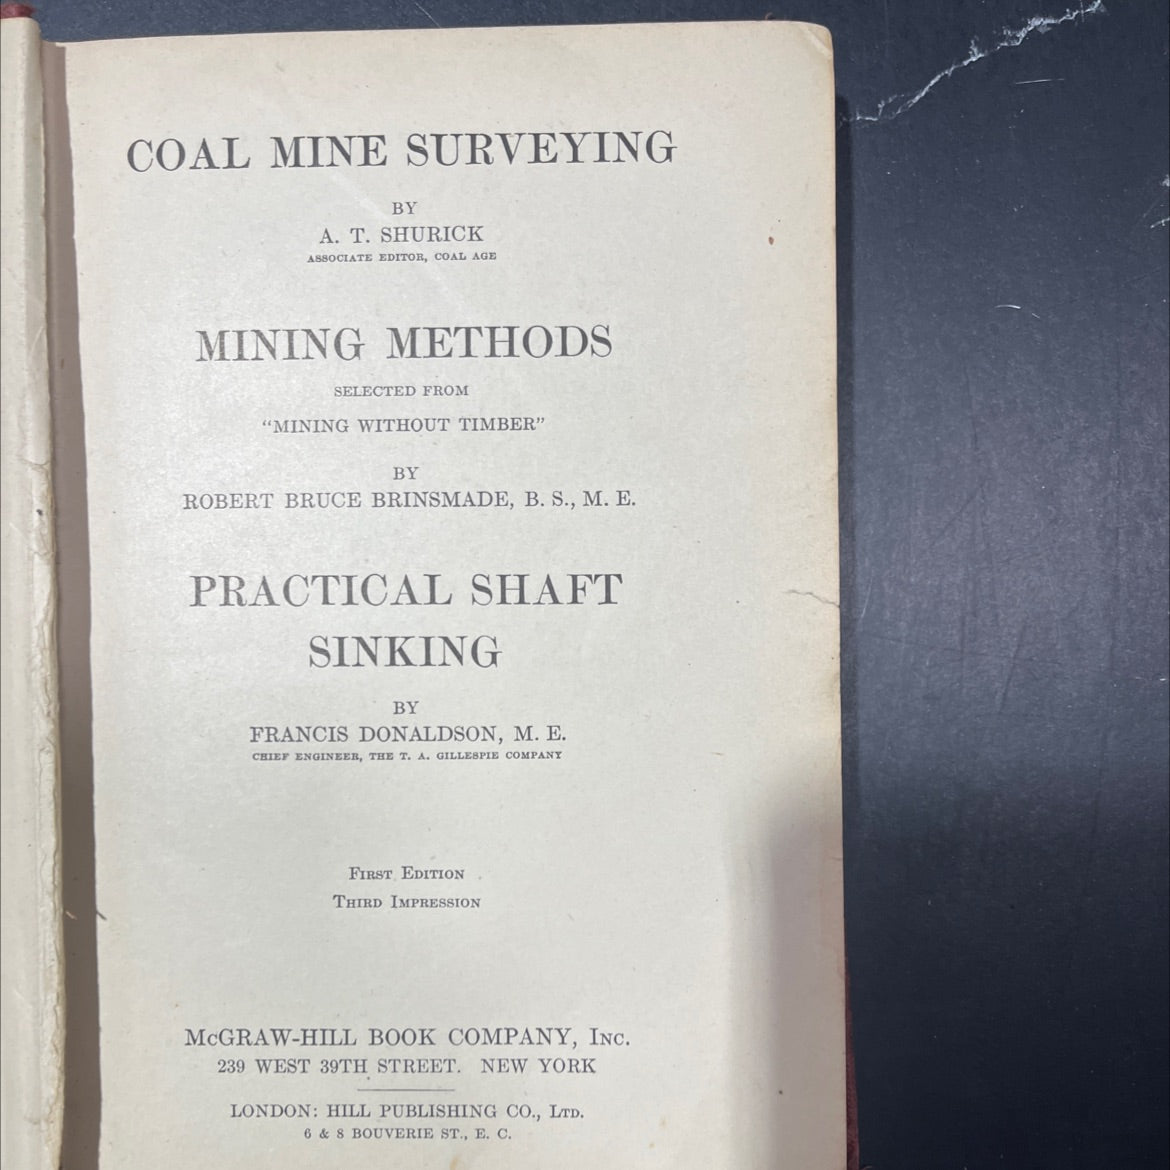 COAL MINE SURVEYING
BY
A. T. SHURICK
ASSOCIATE EDITOR, COAL AGE
MINING METHODS
SELECTED FROM
“MINING WITHOUT TIMBER”
BY
ROBERT BRUCE BRINSMADE, B. S., M. E.
PRACTICAL SHAFT
SINKING
BY
FRANCIS DONALDSON, M. E.
CHIEF ENGINEER, THE T. A. GILLESPIE COMPANY
FIRST EDITION
THIRD IMPRESSION
McGRAW-HILL BOOK COMPANY, INC.
239 WEST 39TH STREET. NEW YORK
LONDON: HILL PUBLISHING CO., LTD.
6 & 8 BOUVERIE ST., E. C.